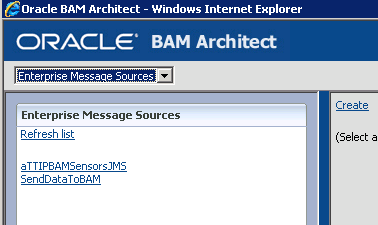 Oracle BAM Architect - Windows Internet Explorer
ORACLE BAM Architect
Enterprise Message Sources
Enterprise Message Sources
Refresh list
aTTIPBAMSensorsJMS
SendDataToBAM
Create
(Select a